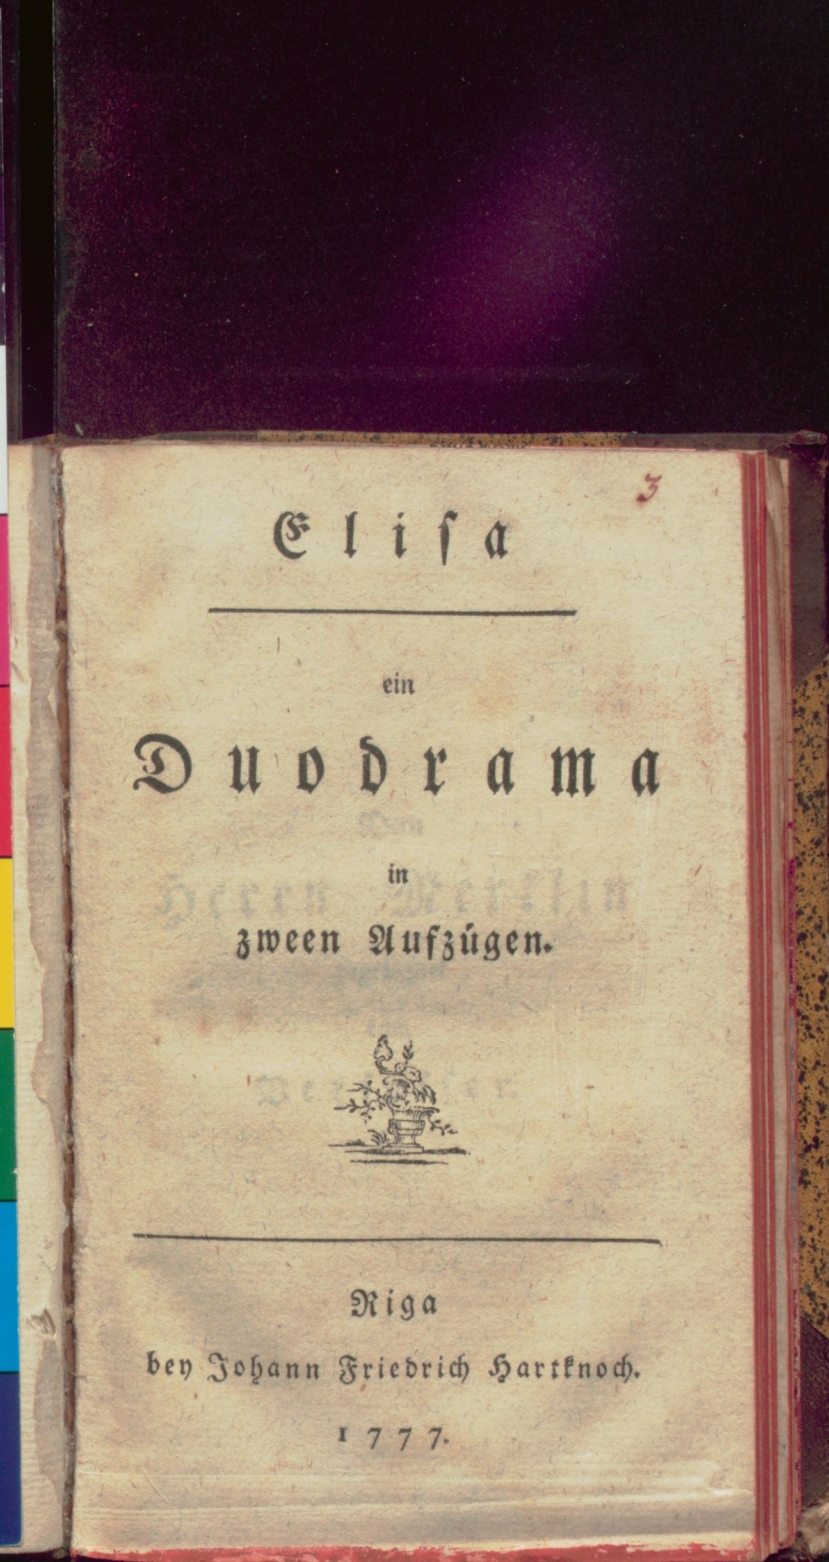 3
Eliſa
ein
Duodrama
in
zween Aufzügen.
Riga
bey Johann Friedrich Hartknoch.
1777.